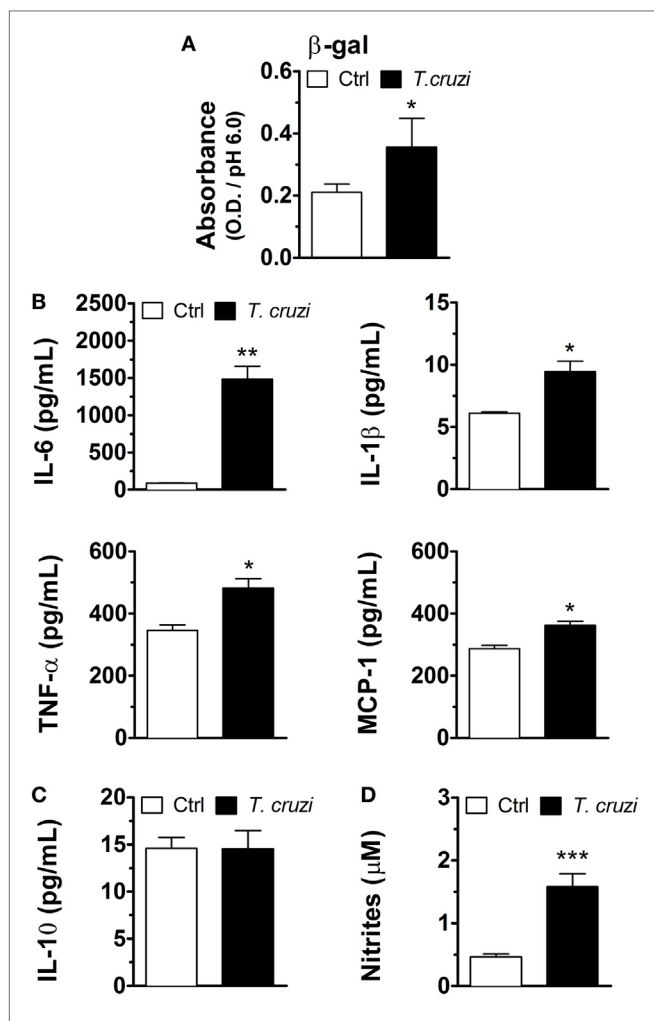 A
β-gal
Ctrl T.cruzi
Absorbance
(O.D. / pH 6.0)
0.6
0.4
0.2
0.0
*
B
Ctrl T. cruzi
IL-6 (pg/mL)
2500
2000
1500
1000
500
0
**
IL-1β (pg/mL)
15
10
5
0
*
TNF-α (pg/mL)
600
400
200
0
*
MCP-1 (pg/mL)
600
400
200
0
*
C
Ctrl T. cruzi
IL-10 (pg/mL)
20
15
10
5
0
D
Ctrl T. cruzi
Nitrites (μM)
3
2
1
0
***